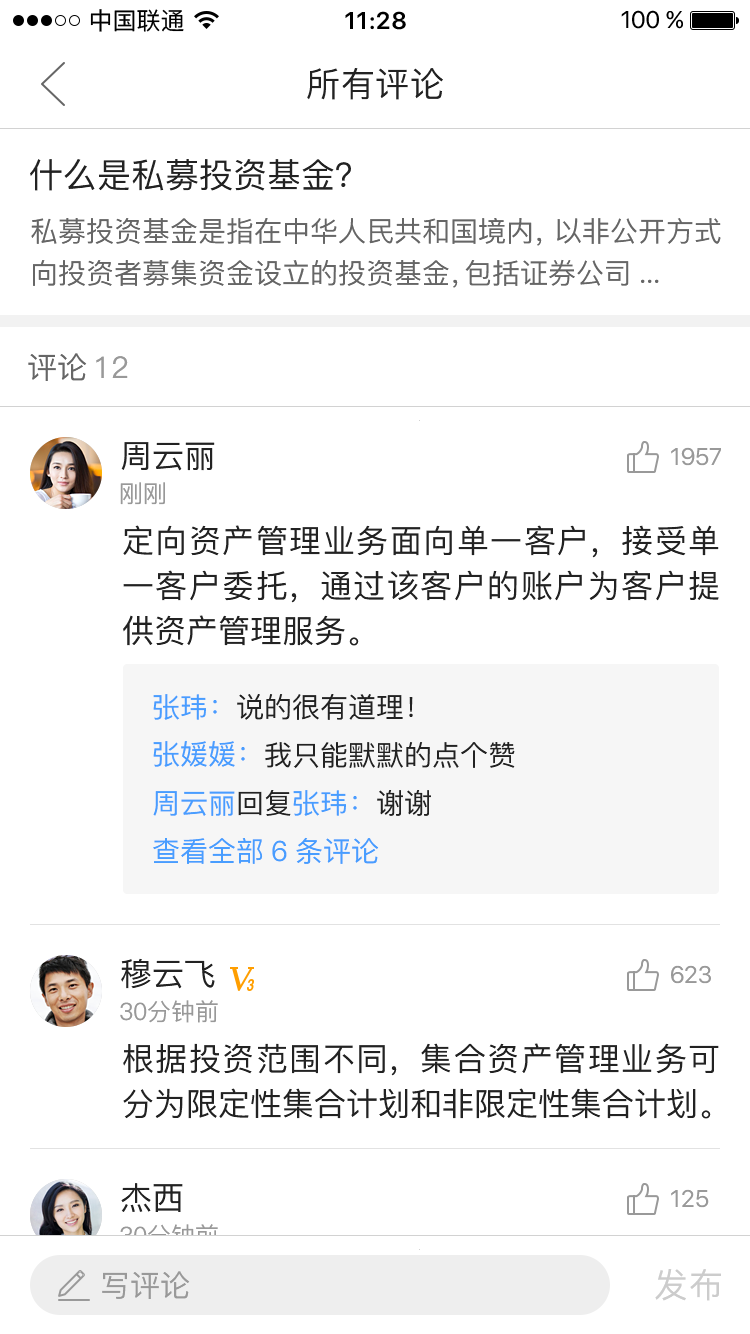 中国联通 11:28 100 %
所有评论
什么是私募投资基金?
私募投资基金是指在中华人民共和国境内, 以非公开方式
向投资者募集资金设立的投资基金, 包括证券公司 ...
评论 12
周云丽 1957
刚刚
定向资产管理业务面向单一客户，接受单
一客户委托，通过该客户的账户为客户提
供资产管理服务。
张玮：说的很有道理！
张媛媛：我只能默默的点个赞
周云丽回复张玮：谢谢
查看全部 6 条评论
穆云飞 V3 623
30分钟前
根据投资范围不同，集合资产管理业务可
分为限定性集合计划和非限定性集合计划。
杰西 125
30分钟前
写评论 发布